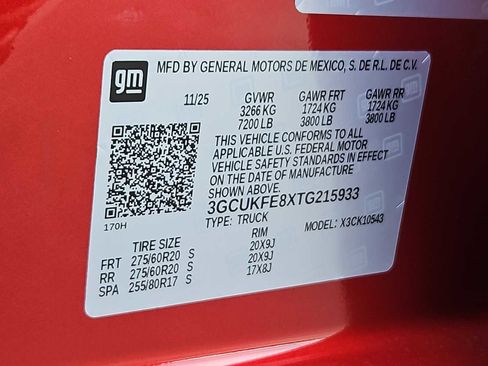 gm
MFD BY GENERAL MOTORS DE MEXICO, S. DE R.L. DE C.V.
11/25 GVWR GAWR FRT GAWR RR
3266 KG 1724 KG 1724 KG
7200 LB 3800 LB 3800 LB
THIS VEHICLE CONFORMS TO ALL
APPLICABLE U.S. FEDERAL MOTOR
VEHICLE SAFETY STANDARDS IN EFFECT
ON THE DATE OF MANUFACTURE
SHOWN ABOVE.
3GCUKFE8XTG215933
TYPE: TRUCK MODEL: X3CK10543
170H
TIRE SIZE RIM
FRT 275/60R20 S 20X9J
RR 275/60R20 S 20X9J
SPA 255/80R17 S 17X8J